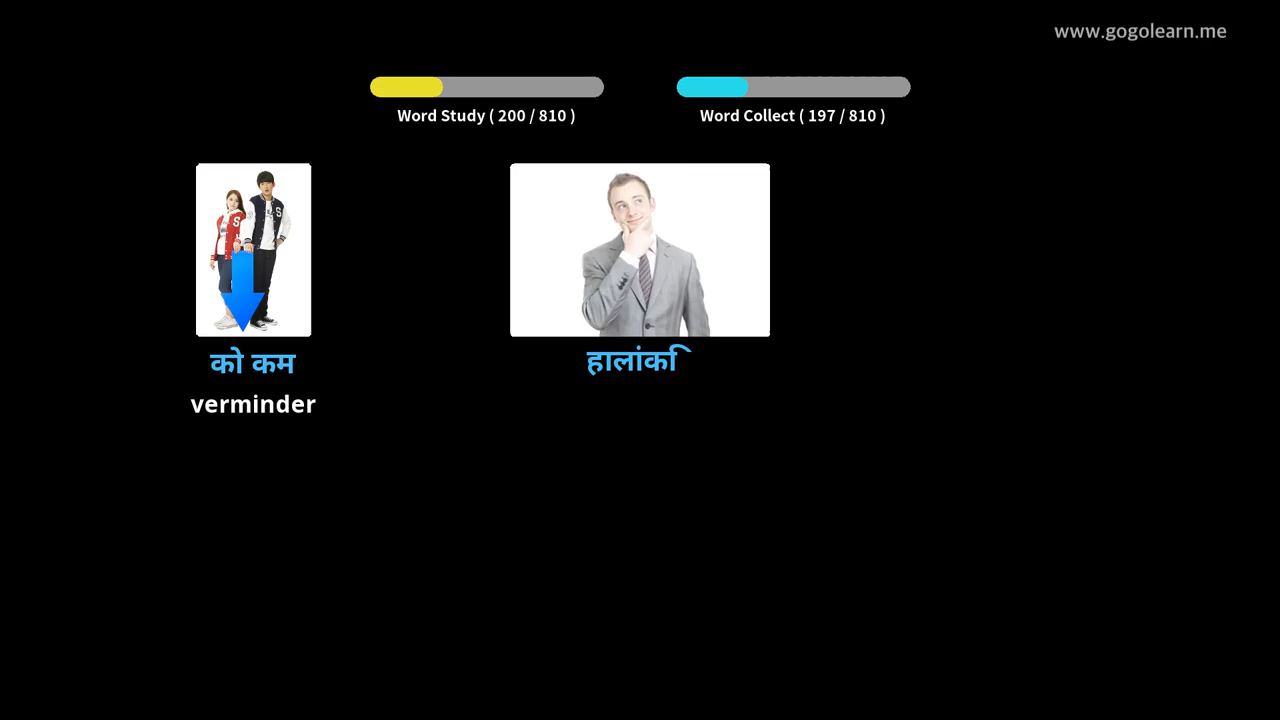 www.gogolearn.me
Word Study ( 200 / 810 )
Word Collect ( 197 / 810 )
S
S
को कम
हालांकि
verminder